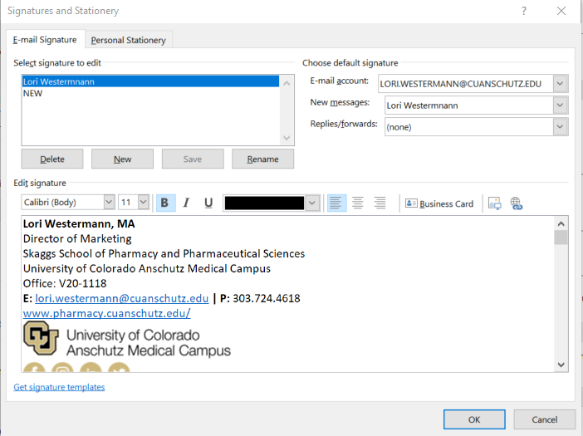 Signatures and Stationery
E-mail Signature Personal Stationery
Select signature to edit
Lori Westermnann
NEW
Delete New Save Rename
Choose default signature
E-mail account: LORI.WESTERMANN@CUANSCHUTZ.EDU
New messages: Lori Westermnann
Replies/forwards: (none)
Edit signature
Calibri (Body) 11 B I U Business Card
Lori Westermann, MA
Director of Marketing
Skaggs School of Pharmacy and Pharmaceutical Sciences
University of Colorado Anschutz Medical Campus
Office: V20-1118
E: lori.westermann@cuanschutz.edu | P: 303.724.4618
www.pharmacy.cuanschutz.edu/
University of Colorado
Anschutz Medical Campus
Get signature templates
OK Cancel